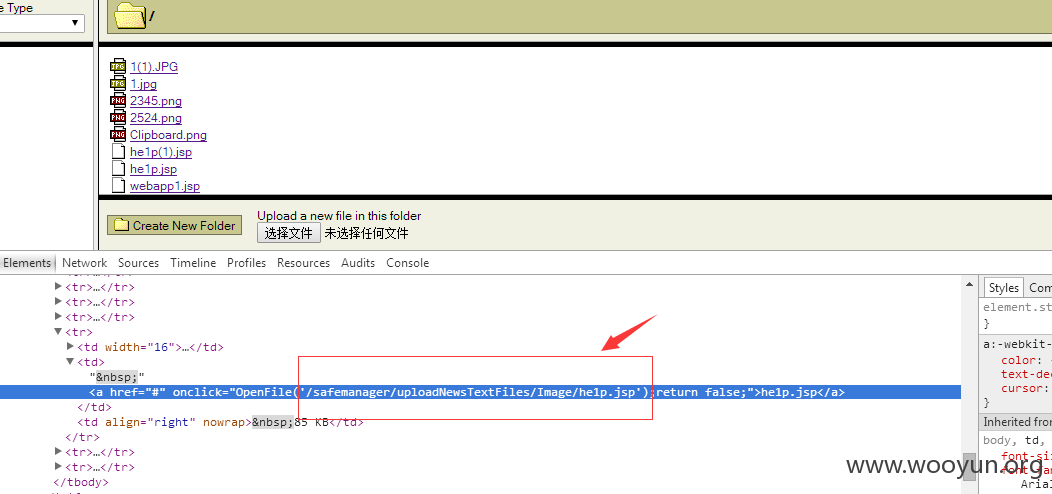 e Type
/
1(1).JPG
1.jpg
2345.png
2524.png
Clipboard.png
he1p(1).jsp
he1p.jsp
webapp1.jsp
Create New Folder
Upload a new file in this folder
选择文件 未选择任何文件
Elements Network Sources Timeline Profiles Resources Audits Console
<tr>…</tr>
<tr>…</tr>
<tr>…</tr>
<tr>
<td width="16">…</td>
<td>
"&nbsp;"
<a href="#" onclick="OpenFile('/safemanager/uploadNewsTextFiles/Image/he1p.jsp');return false;">he1p.jsp</a>
</td>
<td align="right" nowrap>&nbsp;85 KB</td>
</tr>
<tr>…</tr>
<tr>…</tr>
</tbody>
Styles Com
element.st
}
a:-webkit-
color:
text-dec
cursor:
}
Inherited from
body, td,
font-si
font-fam
Arial
www.wooyun.org